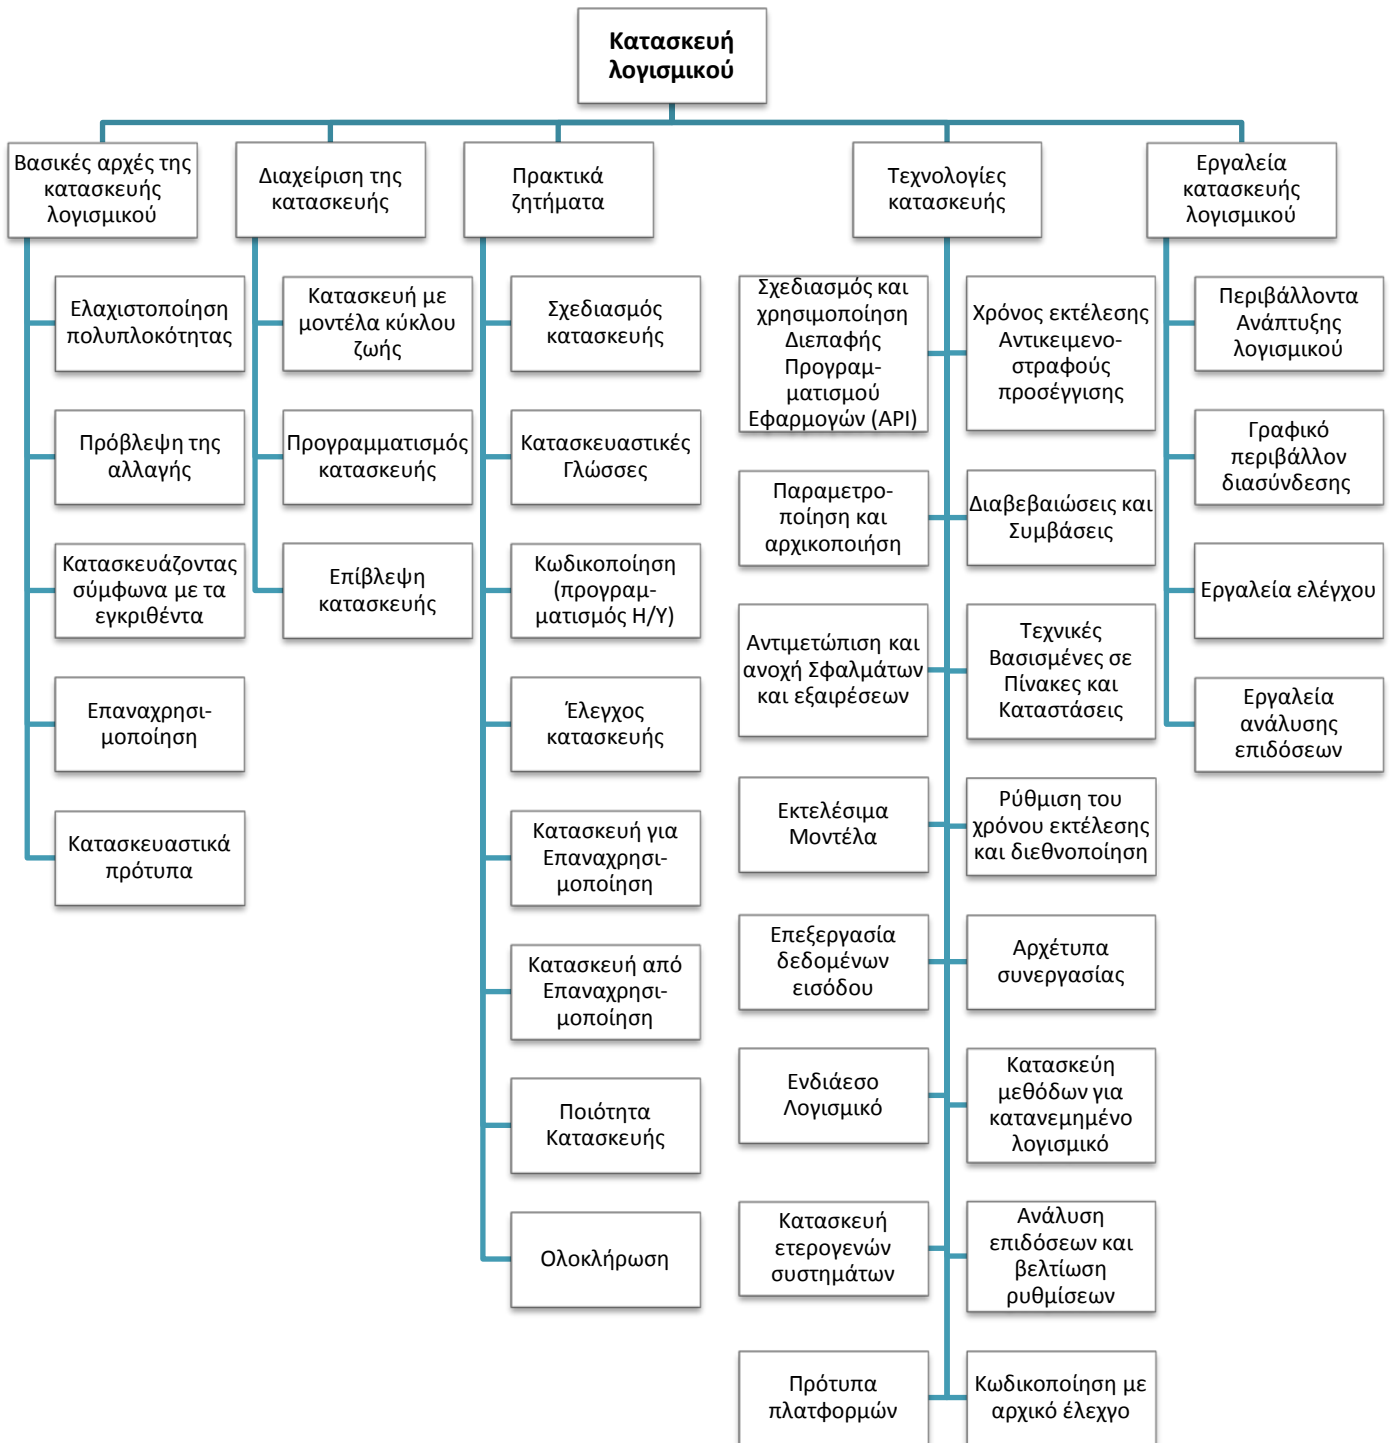 Κατασκευή
λογισμικού
Βασικές αρχές της
κατασκευής
λογισμικού
Ελαχιστοποίηση
πολυπλοκότητας
Πρόβλεψη της
αλλαγής
Κατασκευάζοντας
σύμφωνα με τα
εγκριθέντα
Επαναχρησι-
μοποίηση
Κατασκευαστικά
πρότυπα
Διαχείριση της
κατασκευής
Κατασκευή με
μοντέλα κύκλου
ζωής
Προγραμματισμός
κατασκευής
Επίβλεψη
κατασκευής
Πρακτικά
ζητήματα
Σχεδιασμός
κατασκευής
Κατασκευαστικές
Γλώσσες
Κωδικοποίηση
(προγραμ-
ματισμός Η/Υ)
Έλεγχος
κατασκευής
Κατασκευή για
Επαναχρησι-
μοποίηση
Κατασκευή από
Επαναχρησι-
μοποίηση
Ποιότητα
Κατασκευής
Ολοκλήρωση
Τεχνολογίες
κατασκευής
Σχεδιασμός και
χρησιμοποίηση
Διεπαφής
Προγραμ-
ματισμού
Εφαρμογών (API)
Χρόνος εκτέλεσης
Αντικειμενο-
στραφούς
προσέγγισης
Παραμετρο-
ποίηση και
αρχικοποιήση
Διαβεβαιώσεις και
Συμβάσεις
Αντιμετώπιση και
ανοχή Σφαλμάτων
και εξαιρέσεων
Τεχνικές
Βασισμένες σε
Πίνακες και
Καταστάσεις
Εκτελέσιμα
Μοντέλα
Ρύθμιση του
χρόνου εκτέλεσης
και διεθνοποίηση
Επεξεργασία
δεδομένων
εισόδου
Αρχέτυπα
συνεργασίας
Ενδιάεσο
Λογισμικό
Κατασκεύη
μεθόδων για
κατανεμημένο
λογισμικό
Κατασκευή
ετερογενών
συστημάτων
Ανάλυση
επιδόσεων και
βελτίωση
ρυθμίσεων
Πρότυπα
πλατφορμών
Κωδικοποίηση με
αρχικό έλεχγο
Εργαλεία
κατασκευής
λογισμικού
Περιβάλλοντα
Ανάπτυξης
λογισμικού
Γραφικό
περιβάλλον
διασύνδεσης
Εργαλεία ελέγχου
Εργαλεία
ανάλυσης
επιδόσεων